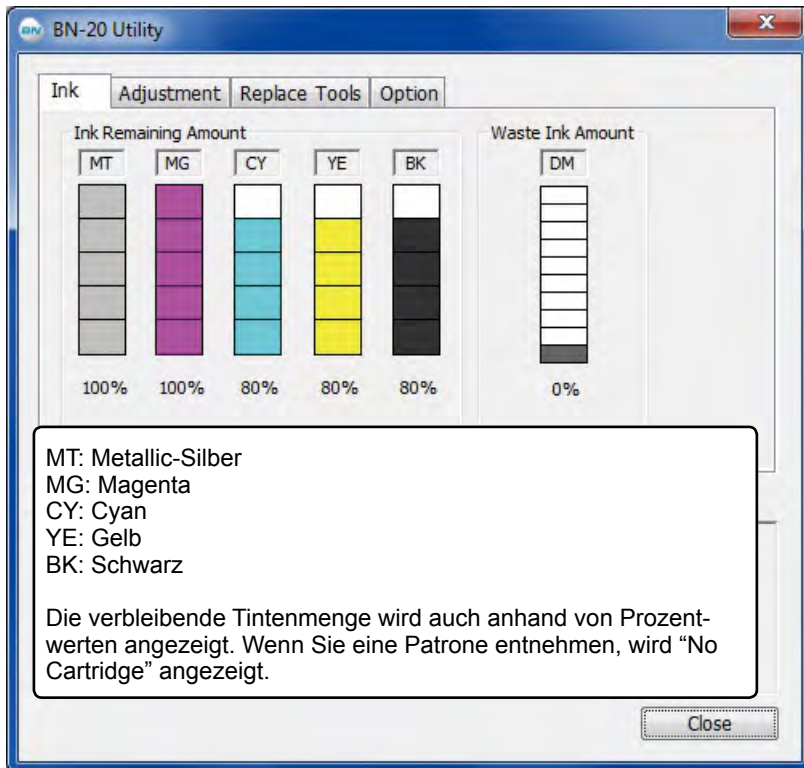 BN-20 Utility
Ink Adjustment Replace Tools Option
Ink Remaining Amount Waste Ink Amount
MT MG CY YE BK DM
100% 100% 80% 80% 80% 0%
MT: Metallic-Silber
MG: Magenta
CY: Cyan
YE: Gelb
BK: Schwarz
Die verbleibende Tintenmenge wird auch anhand von Prozent-
werten angezeigt. Wenn Sie eine Patrone entnehmen, wird “No
Cartridge” angezeigt.
Close